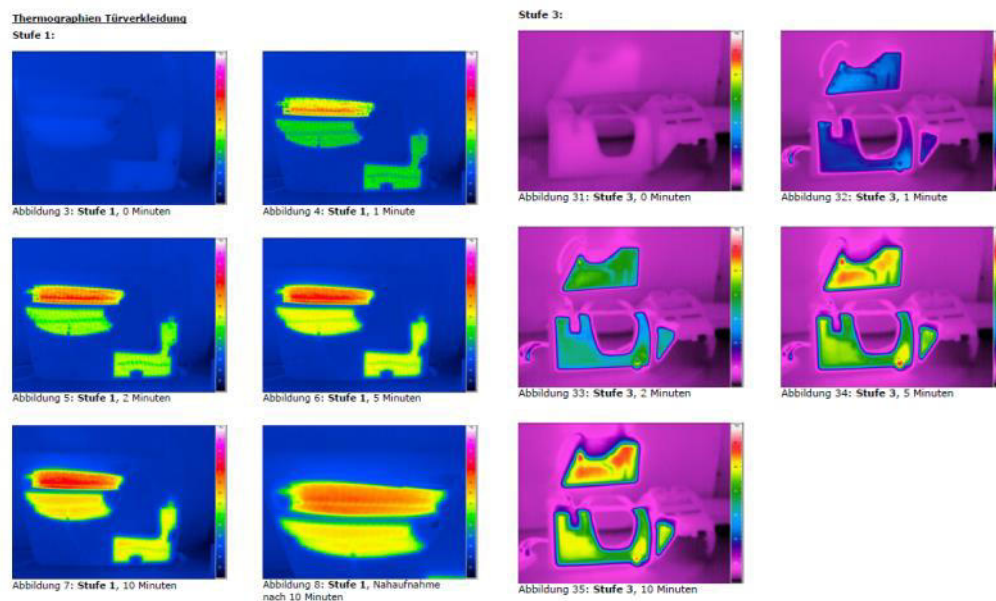 Thermographien Türverkleidung
Stufe 1:
Abbildung 3: Stufe 1, 0 Minuten
Abbildung 4: Stufe 1, 1 Minute
Abbildung 5: Stufe 1, 2 Minuten
Abbildung 6: Stufe 1, 5 Minuten
Abbildung 7: Stufe 1, 10 Minuten
Abbildung 8: Stufe 1, Nahaufnahme
nach 10 Minuten
Stufe 3:
Abbildung 31: Stufe 3, 0 Minuten
Abbildung 32: Stufe 3, 1 Minute
Abbildung 33: Stufe 3, 2 Minuten
Abbildung 34: Stufe 3, 5 Minuten
Abbildung 35: Stufe 3, 10 Minuten